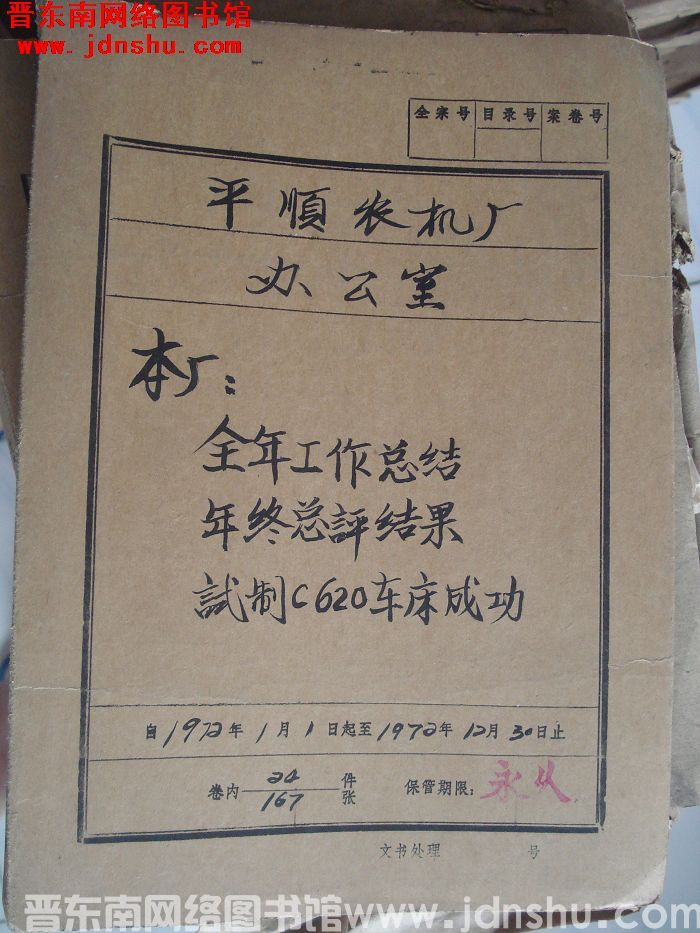 晋东南网络图书馆
www.jdnshu.com
全宗号 目录号 案卷号
平順农机厂
办公室
本厂：
全年工作总结
年终总評结果
試制C620车床成功
自1972年1月1日起至1972年12月30日止
卷内 24 件 167 张 保管期限：永久
文书处理 号
晋东南网络图书馆www.jdnshu.com